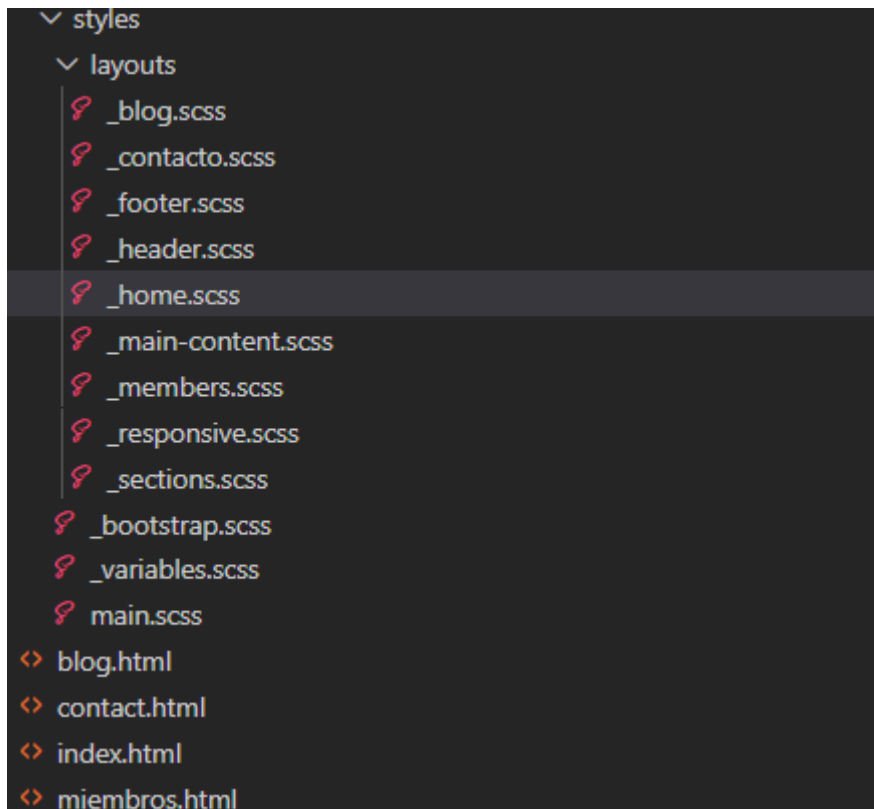 styles
layouts
_blog.scss
_contacto.scss
_footer.scss
_header.scss
_home.scss
_main-content.scss
_members.scss
_responsive.scss
_sections.scss
_bootstrap.scss
_variables.scss
main.scss
blog.html
contact.html
index.html
miembros.html